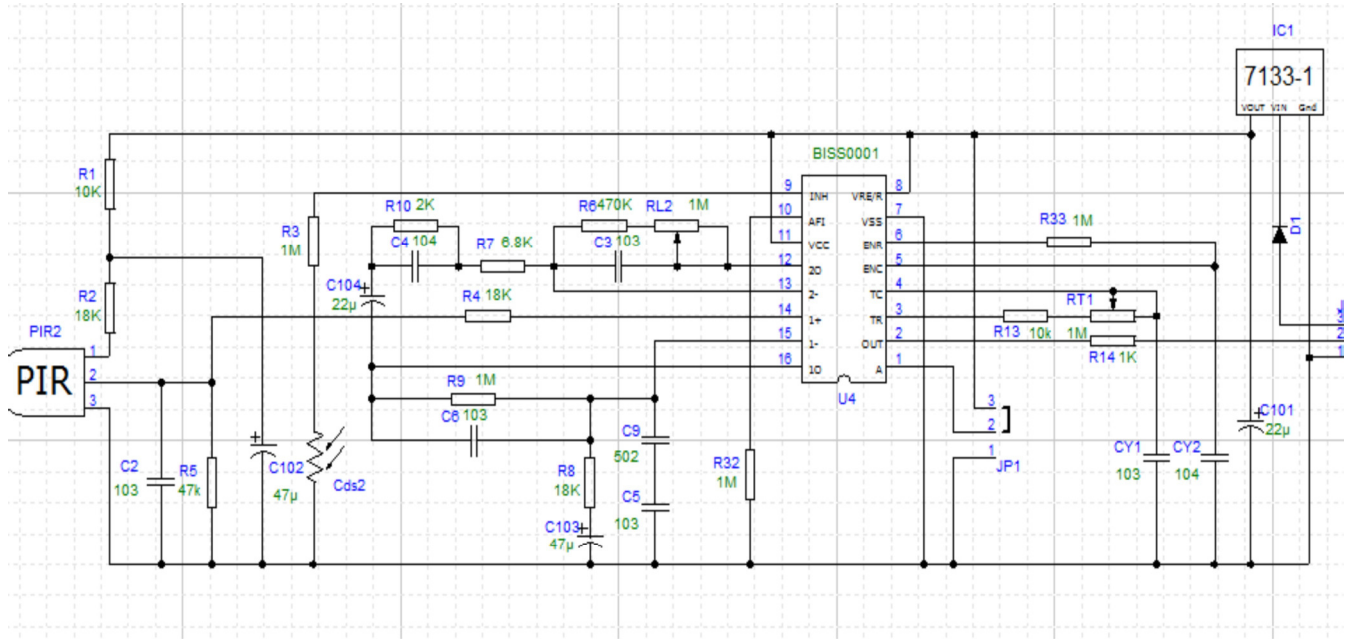 IC1
7133-1
VOUT VIN Gnd
BISS0001
R1
10K
R3
1M
R10 2K
C4 104
R7 6.8K
R6 470K
RL2 1M
C3 103
9 INH VRE/R 8
10 AFI VSS 7
11 VCC ENR 6
12 2O ENC 5
13 2- TC 4
14 1+ TR 3
15 1- OUT 2
16 1O A 1
U4
R33 1M
D1
C104
+
22µ
R4 18K
R2
18K
RT1
R13 10k 1M
R14 1K
2
1
PIR2
PIR
1
2
3
R9 1M
C6 103
C2
103
R5
47k
+
C102
47µ
Cds2
C9
502
R8
18K
C5
103
C103
+
47µ
R32
1M
3
2
1
JP1
CY1
103
CY2
104
C101
+
22µ